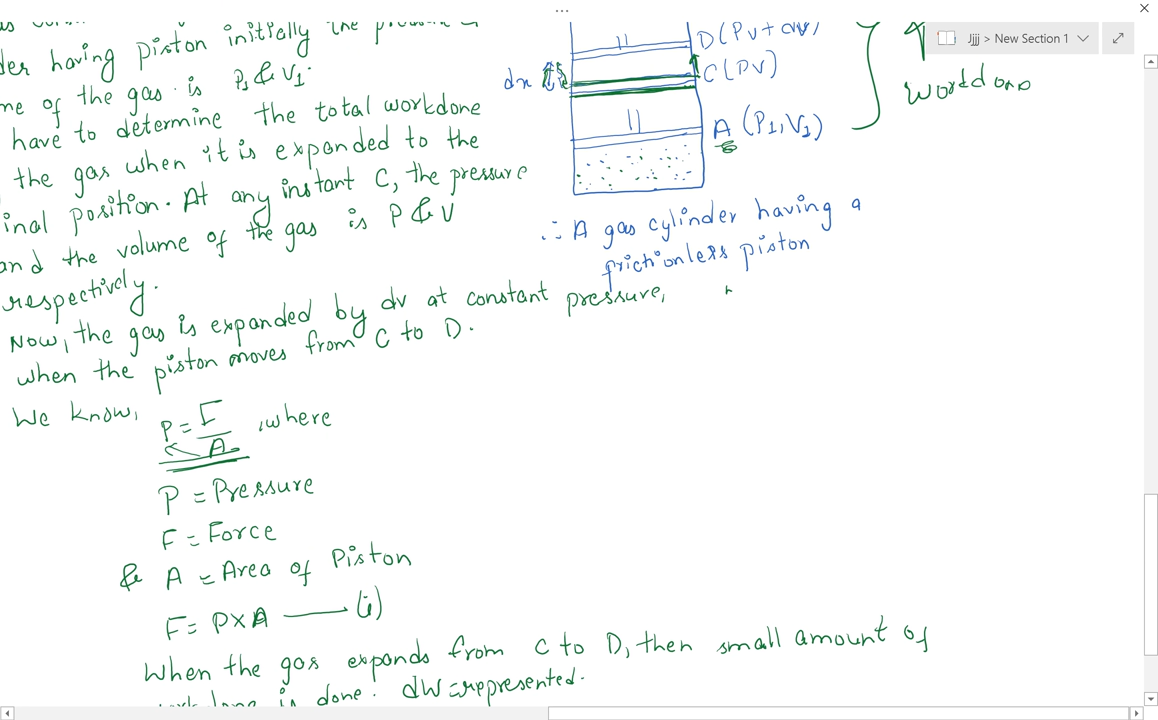 der having piston initially the
me of the gas is P1 & V1.
have to determine the total workdone
the gas when it is expanded to the
inal position. At any instant C, the pressure
and the volume of the gas is P & V
respectively.
Now, the gas is expanded by dv at constant pressure,
when the piston moves from C to D.
We know,
P = F/A, where
P = Pressure
F = Force
& A = Area of Piston
F = P×A —— (i)
When the gas expands from C to D, then small amount of
is done. dW = represented.
D(P, V + dV)
C(PV)
dx
A (P1, V1)
∴ A gas cylinder having a
frictionless piston
Jjjj > New Section 1